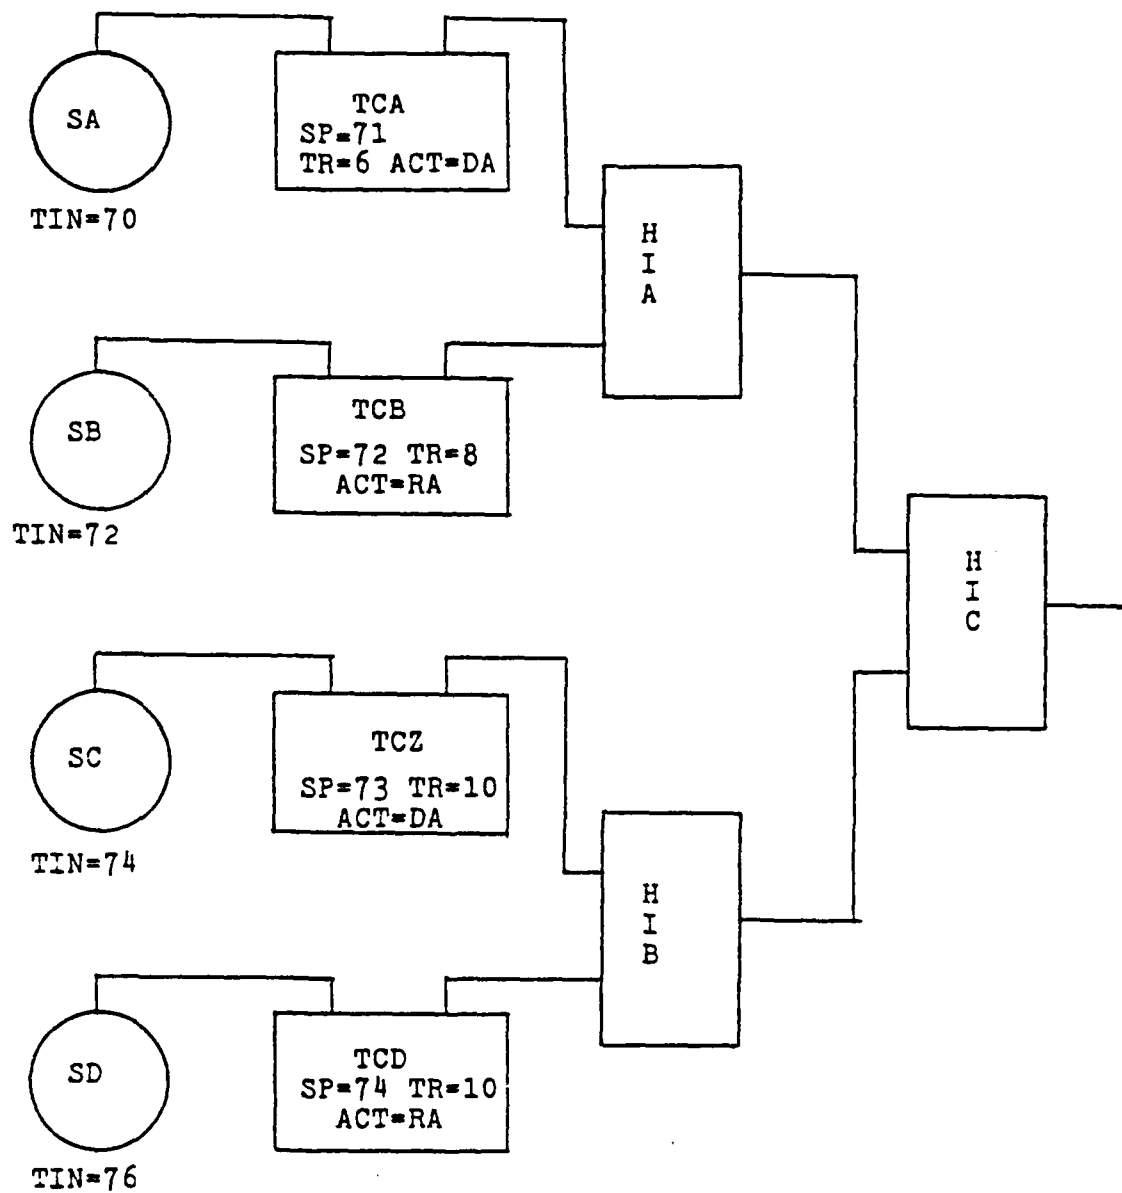 SA
TCA
SP=71
TR=6 ACT=DA
TIN=70
H
I
A
SB
TCB
SP=72 TR=8
ACT=RA
TIN=72
H
I
C
SC
TCZ
SP=73 TR=10
ACT=DA
TIN=74
H
I
B
SD
TCD
SP=74 TR=10
ACT=RA
TIN=76